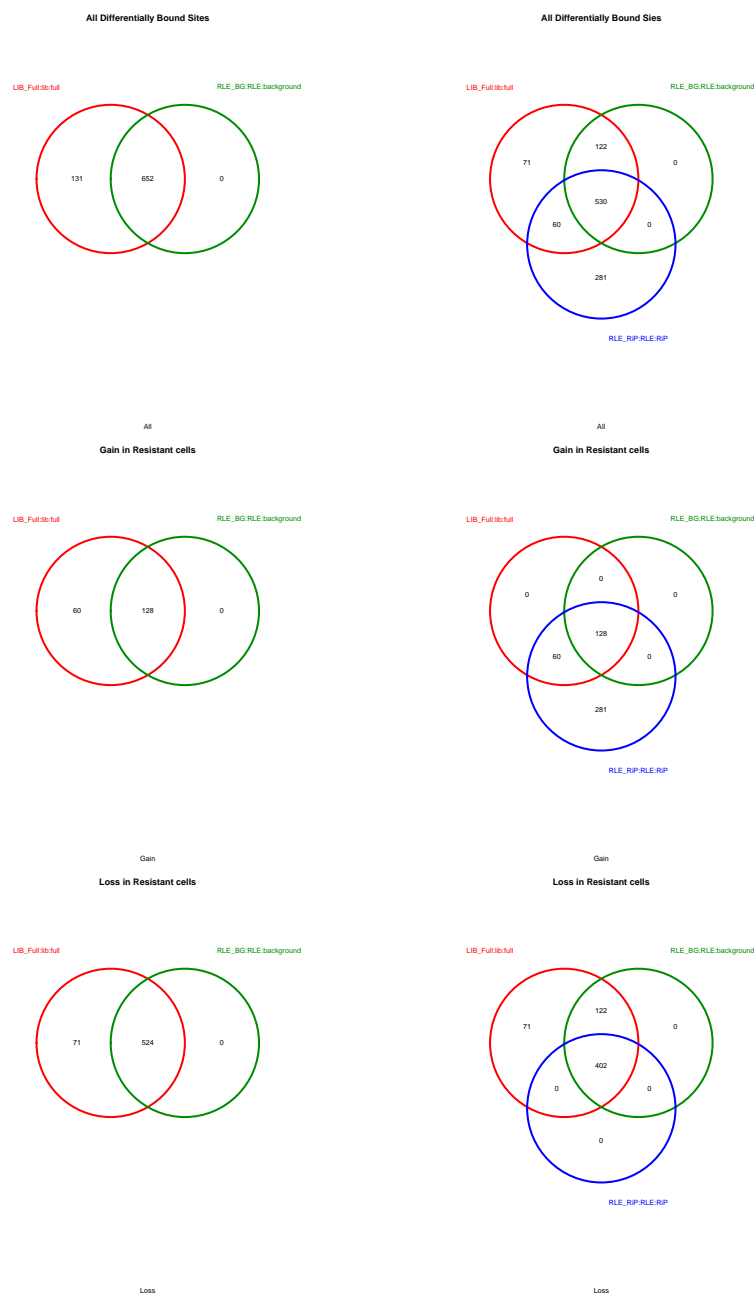 All Differentially Bound Sites
LIB_Full:lib:full
RLE_BG:RLE:background
131
652
0
All
All Differentially Bound Sies
LIB_Full:lib:full
RLE_BG:RLE:background
122
71
0
530
60
0
281
RLE_RiP:RLE:RiP
All
Gain in Resistant cells
LIB_Full:lib:full
RLE_BG:RLE:background
60
128
0
Gain
Gain in Resistant cells
LIB_Full:lib:full
RLE_BG:RLE:background
0
0
0
128
60
0
281
RLE_RiP:RLE:RiP
Gain
Loss in Resistant cells
LIB_Full:lib:full
RLE_BG:RLE:background
71
524
0
Loss
Loss in Resistant cells
LIB_Full:lib:full
RLE_BG:RLE:background
122
71
0
402
0
0
0
RLE_RiP:RLE:RiP
Loss